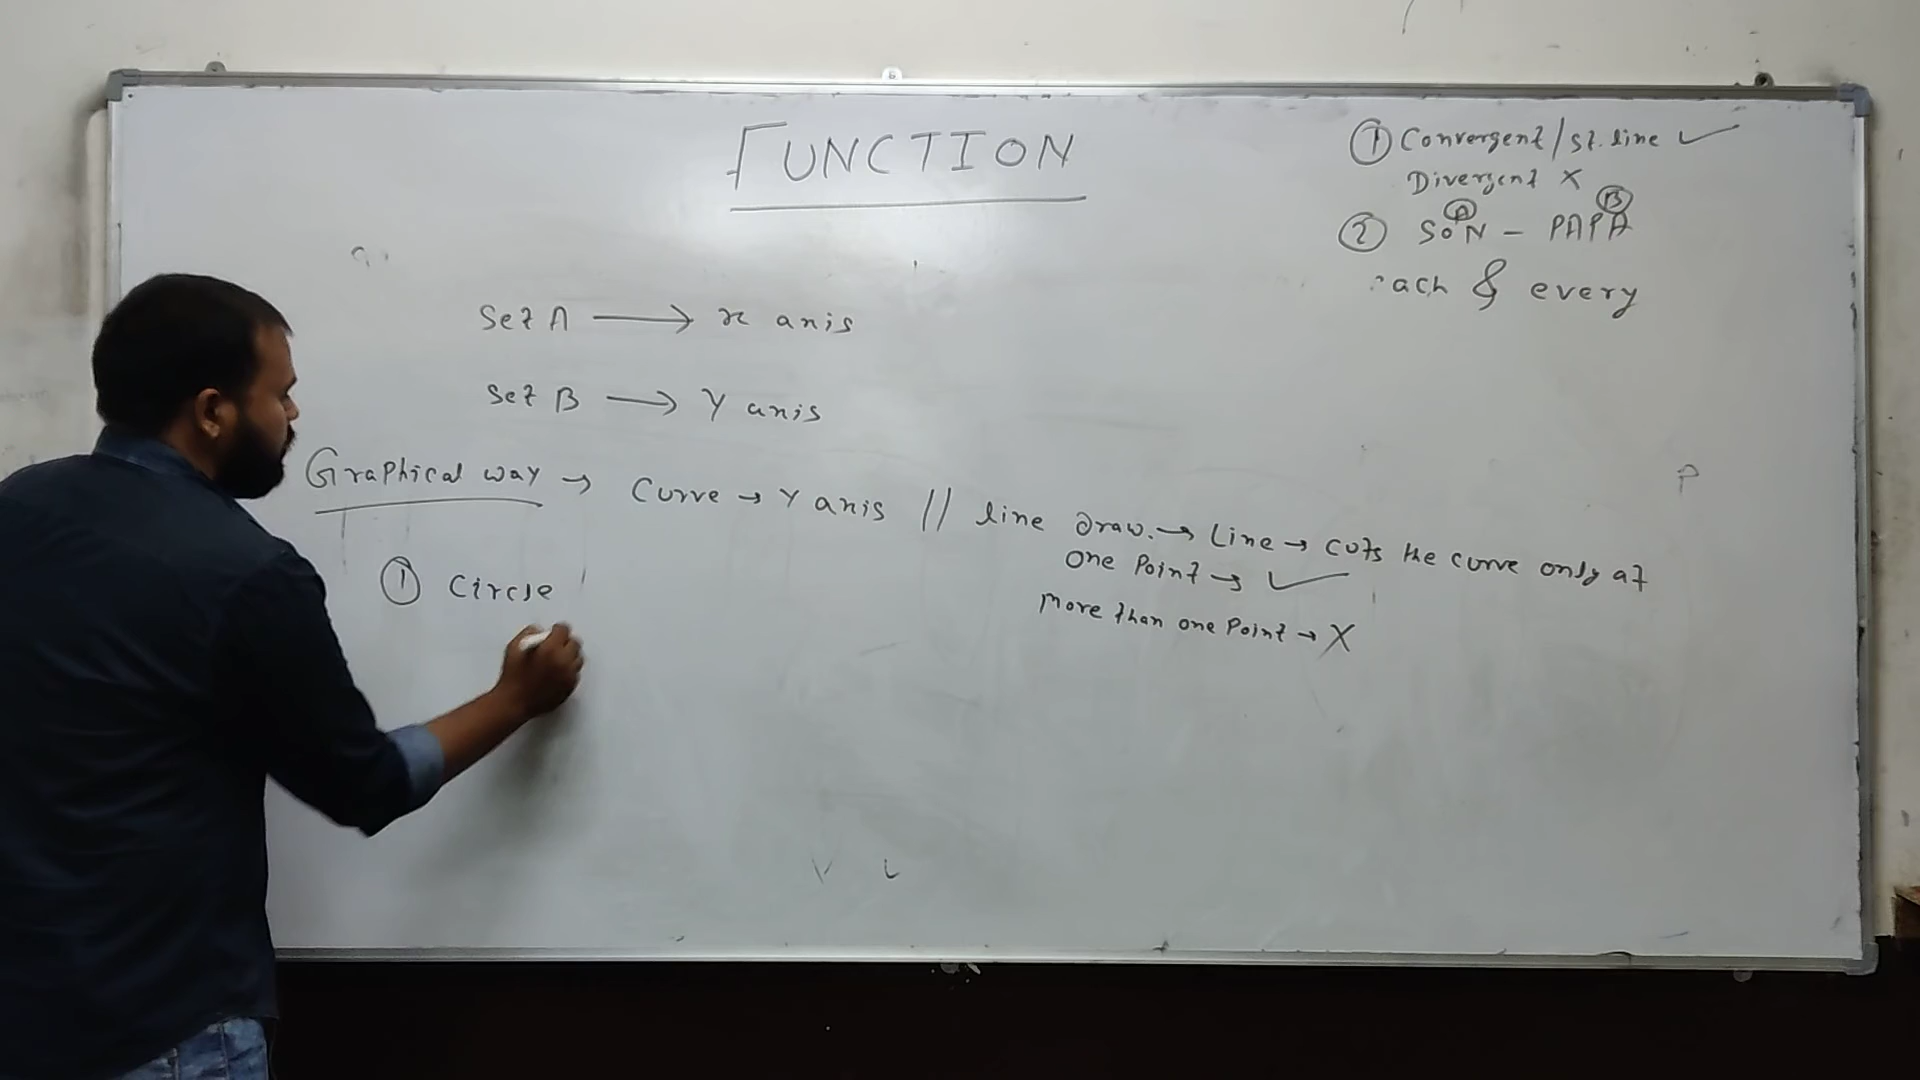 FUNCTION
① Convergent / St. line ✓
Divergent X
A B
② SON - PAPA
ach & every
Set A → x axis
Set B → Y axis
Graphical way → Curve → Y axis // line draw. → Line → cuts the curve only at
one Point → ✓
more than one Point → X
① Circle
P